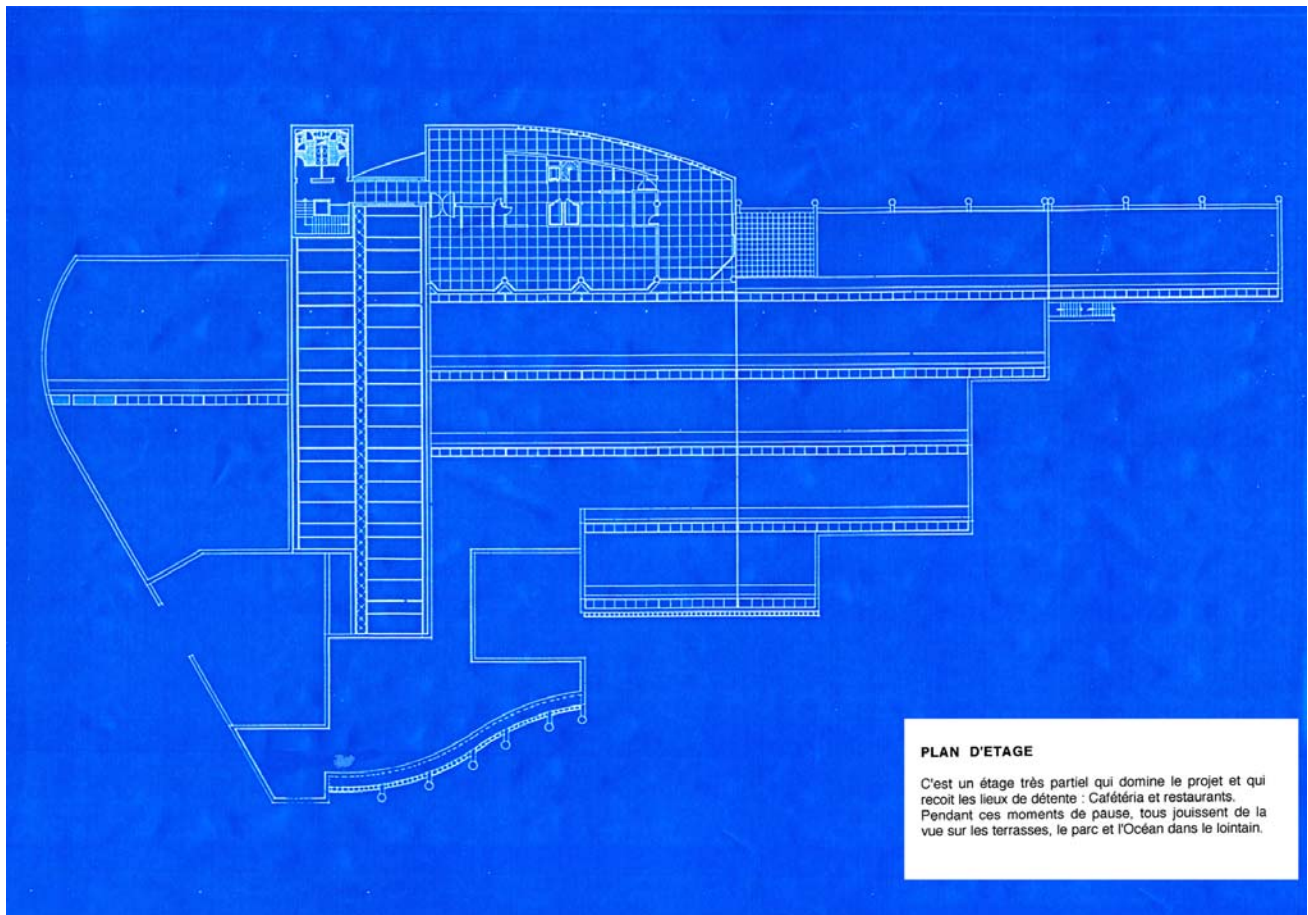 PLAN D'ETAGE
C'est un étage très partiel qui domine le projet et qui
recoit les lieux de détente : Cafétéria et restaurants.
Pendant ces moments de pause, tous jouissent de la
vue sur les terrasses, le parc et l'Océan dans le lointain.